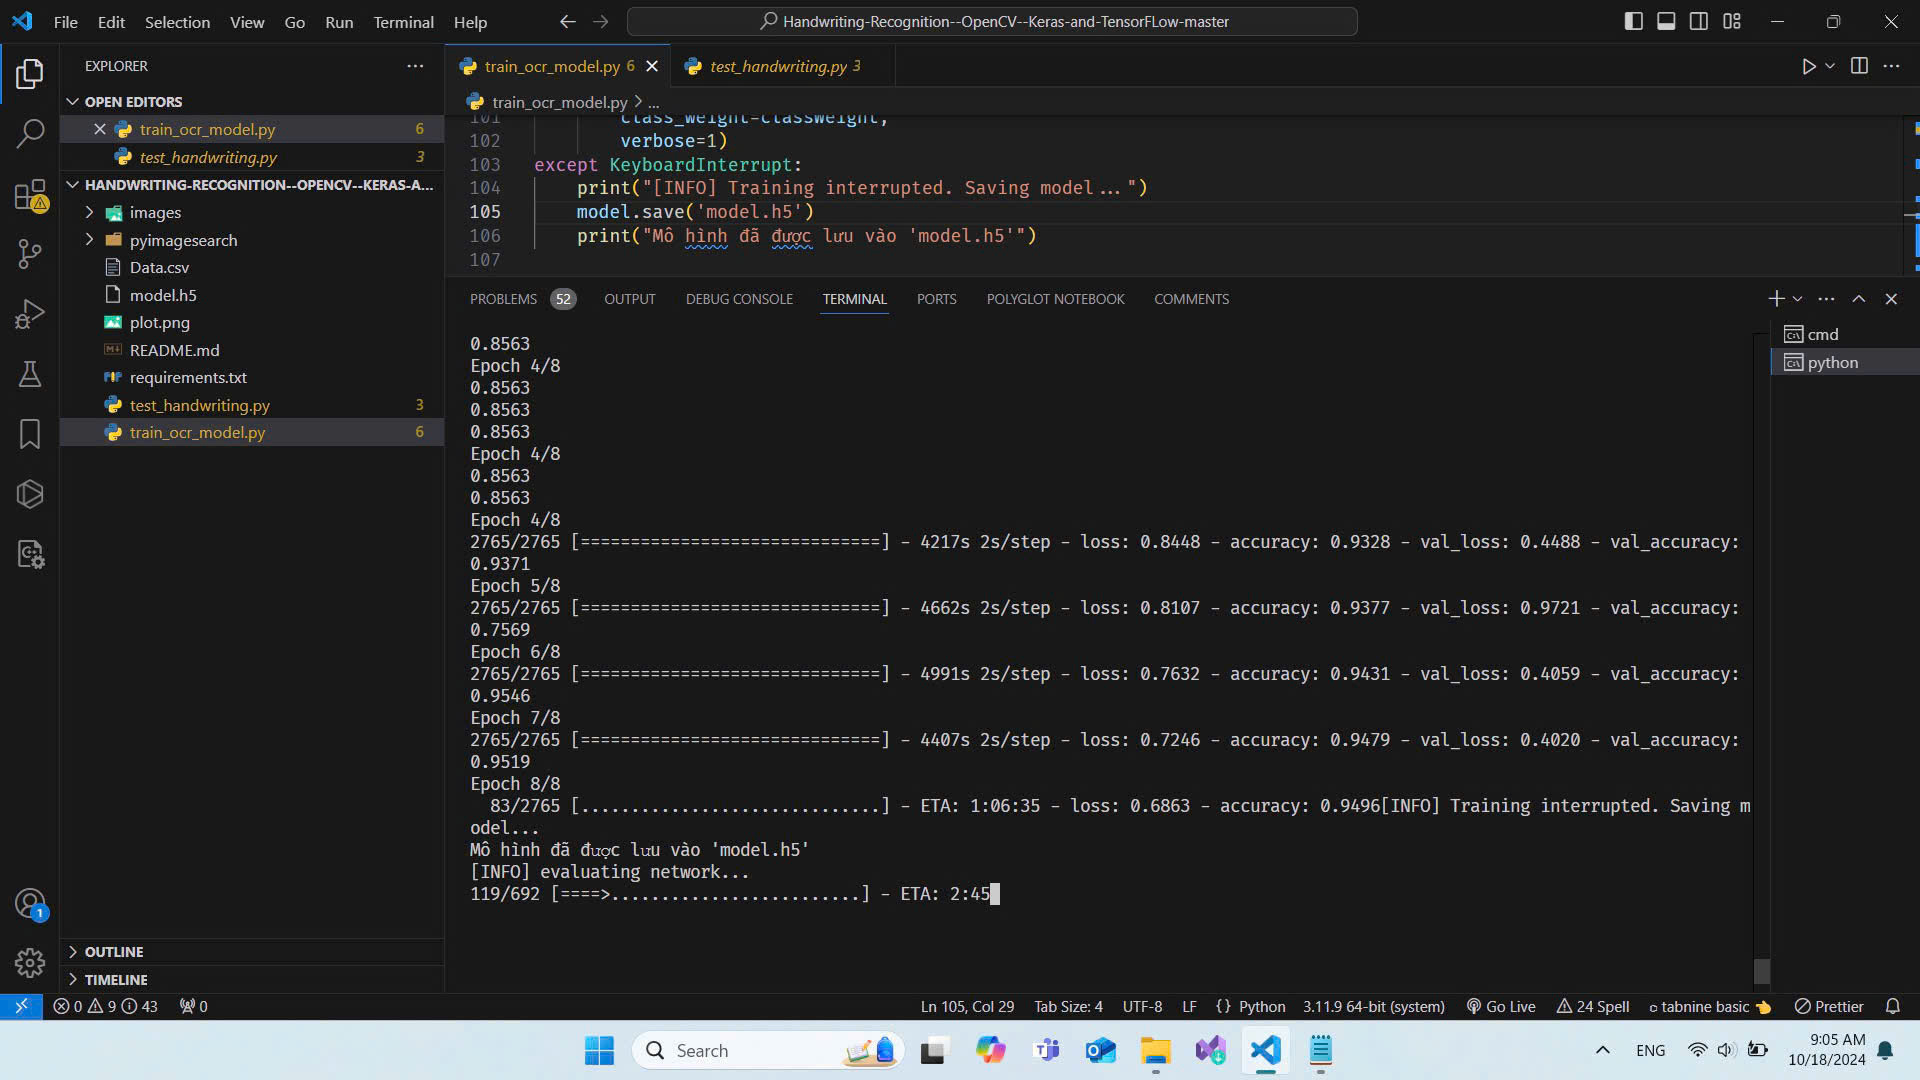 File Edit Selection View Go Run Terminal Help
Handwriting-Recognition--OpenCV--Keras-and-TensorFLow-master
EXPLORER
OPEN EDITORS
train_ocr_model.py 6
test_handwriting.py 3
HANDWRITING-RECOGNITION--OPENCV--KERAS-A...
images
pyimagesearch
Data.csv
model.h5
plot.png
README.md
requirements.txt
test_handwriting.py 3
train_ocr_model.py 6
OUTLINE
TIMELINE
train_ocr_model.py 6
test_handwriting.py 3
train_ocr_model.py > ...
101 class_weight=classWeight,
102 verbose=1)
103 except KeyboardInterrupt:
104 print("[INFO] Training interrupted. Saving model...")
105 model.save('model.h5')
106 print("Mô hình đã được lưu vào 'model.h5'")
107
PROBLEMS 52 OUTPUT DEBUG CONSOLE TERMINAL PORTS POLYGLOT NOTEBOOK COMMENTS
cmd
python
0.8563
Epoch 4/8
0.8563
0.8563
0.8563
Epoch 4/8
0.8563
0.8563
Epoch 4/8
2765/2765 [==============================] - 4217s 2s/step - loss: 0.8448 - accuracy: 0.9328 - val_loss: 0.4488 - val_accuracy:
0.9371
Epoch 5/8
2765/2765 [==============================] - 4662s 2s/step - loss: 0.8107 - accuracy: 0.9377 - val_loss: 0.9721 - val_accuracy:
0.7569
Epoch 6/8
2765/2765 [==============================] - 4991s 2s/step - loss: 0.7632 - accuracy: 0.9431 - val_loss: 0.4059 - val_accuracy:
0.9546
Epoch 7/8
2765/2765 [==============================] - 4407s 2s/step - loss: 0.7246 - accuracy: 0.9479 - val_loss: 0.4020 - val_accuracy:
0.9519
Epoch 8/8
83/2765 [..............................] - ETA: 1:06:35 - loss: 0.6863 - accuracy: 0.9496[INFO] Training interrupted. Saving m
odel...
Mô hình đã được lưu vào 'model.h5'
[INFO] evaluating network...
119/692 [====>.........................] - ETA: 2:45
1
0 9 43 0
Ln 105, Col 29 Tab Size: 4 UTF-8 LF {} Python 3.11.9 64-bit (system) Go Live 24 Spell tabnine basic Prettier
Search
ENG
9:05 AM
10/18/2024